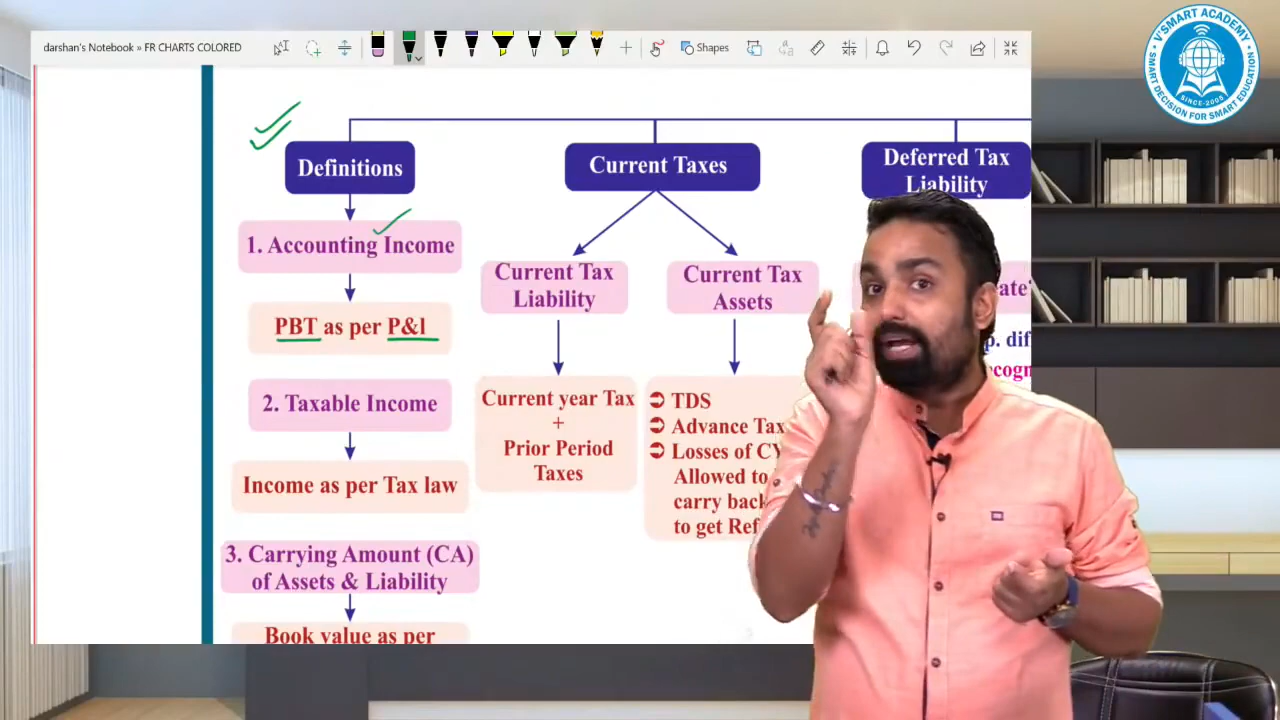 darshan's Notebook » FR CHARTS COLORED
Shapes
V'SMART ACADEMY
SMART DECISION FOR SMART EDUCATION
SINCE-2005
Definitions
1. Accounting Income
PBT as per P&l
2. Taxable Income
Income as per Tax law
3. Carrying Amount (CA)
of Assets & Liability
Book value as per
Current Taxes
Current Tax
Liability
Current year Tax
+
Prior Period
Taxes
Current Tax
Assets
➲ TDS
➲ Advance Tax
➲ Losses of CY
Allowed to
carry back
to get Ref
Deferred Tax
Liability